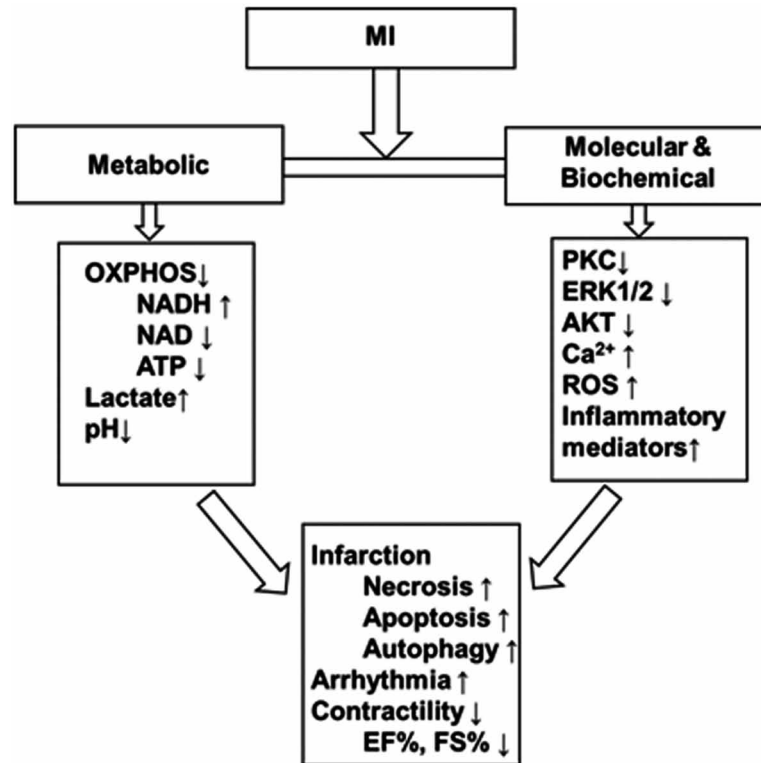 MI
Metabolic
Molecular &
Biochemical
OXPHOS↓
NADH ↑
NAD ↓
ATP ↓
Lactate↑
pH↓
PKC↓
ERK1/2 ↓
AKT ↓
Ca²⁺ ↑
ROS ↑
Inflammatory
mediators↑
Infarction
Necrosis ↑
Apoptosis ↑
Autophagy ↑
Arrhythmia ↑
Contractility ↓
EF%, FS% ↓